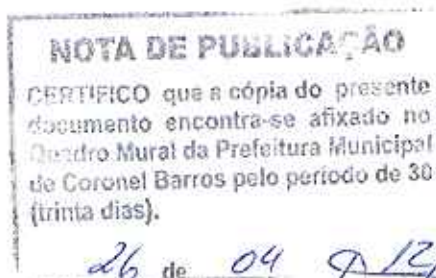 NOTA DE PUBLICAÇÃO
CERTIFICO que a cópia do presente
documento encontra-se afixado no
Quadro Mural da Prefeitura Municipal
de Coronel Barros pelo período de 30
(trinta dias).
26 de 04 12